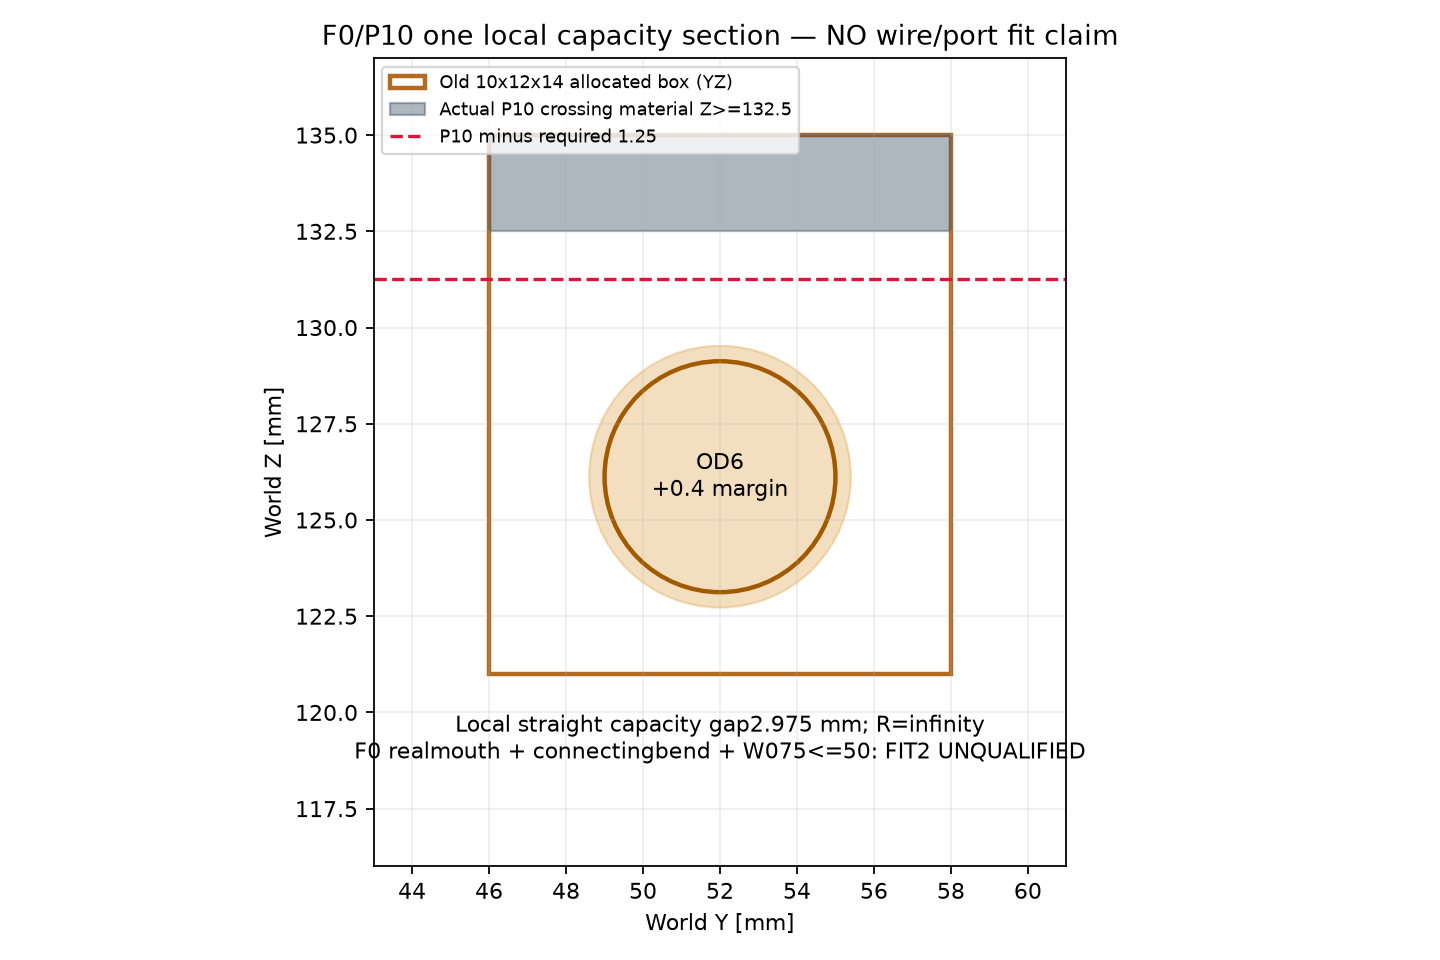 F0/P10 one local capacity section — NO wire/port fit claim
Old 10x12x14 allocated box (YZ)
Actual P10 crossing material Z>=132.5
P10 minus required 1.25
135.0
132.5
130.0
127.5
125.0
122.5
120.0
117.5
World Z [mm]
OD6
+0.4 margin
Local straight capacity gap2.975 mm; R=infinity
F0 realmouth + connectingbend + W075<=50: FIT2 UNQUALIFIED
44 46 48 50 52 54 56 58 60
World Y [mm]